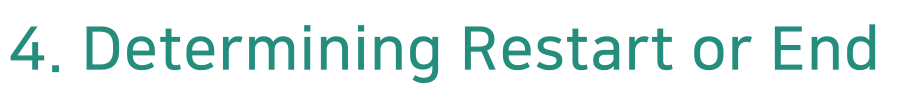 4. Determining Restart or End